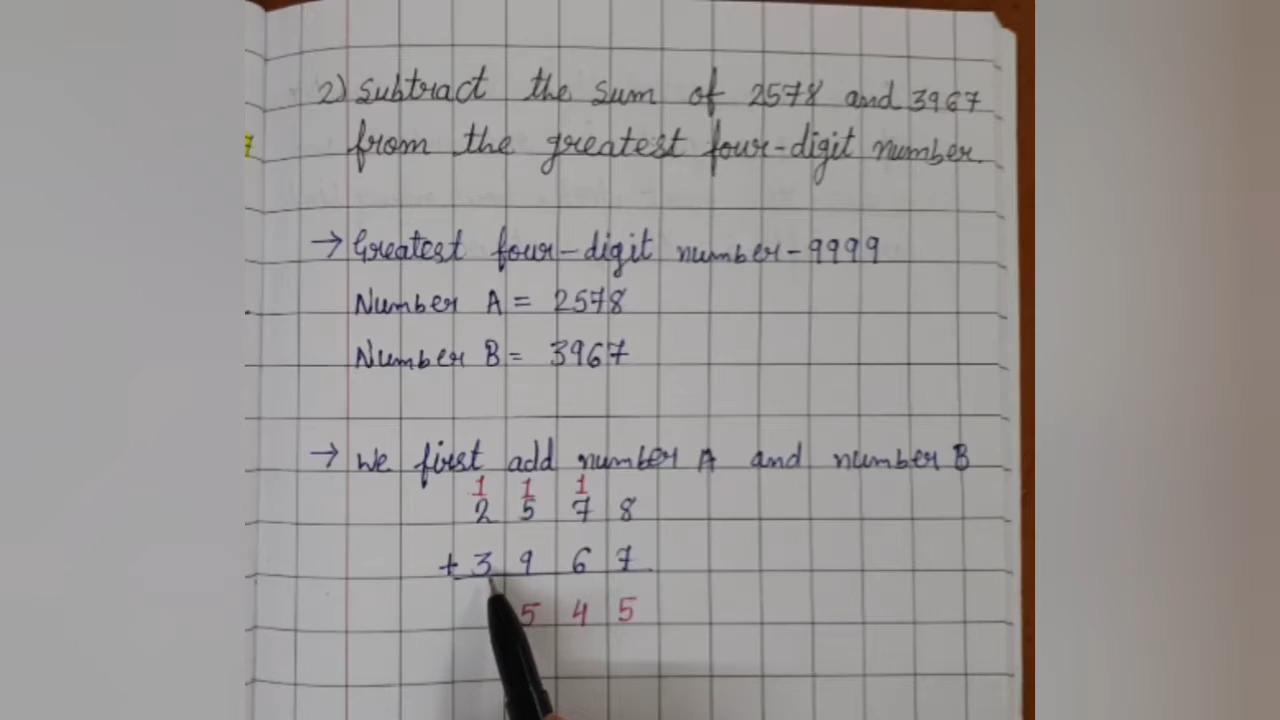 2) Subtract the sum of 2578 and 3967
from the greatest four-digit number.
→ Greatest four-digit number - 9999
Number A = 2578
Number B = 3967
→ We first add number A and number B
1 1 1
2 5 7 8
+ 3 9 6 7
5 4 5